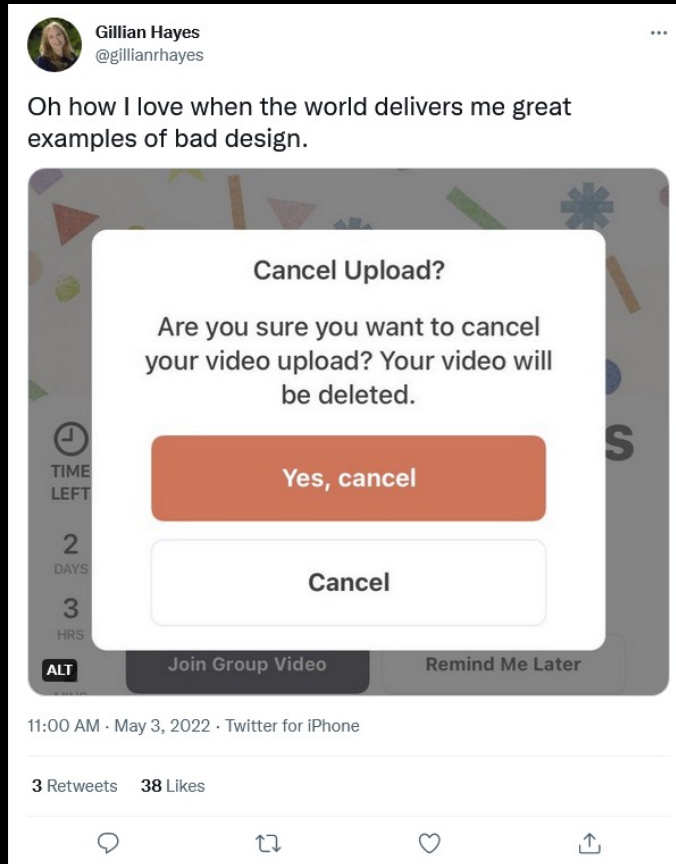 Gillian Hayes
@gillianrhayes
Oh how I love when the world delivers me great
examples of bad design.
Cancel Upload?
Are you sure you want to cancel
your video upload? Your video will
be deleted.
Yes, cancel
Cancel
S
TIME
LEFT
2
DAYS
3
HRS
Join Group Video
Remind Me Later
ALT
11:00 AM · May 3, 2022 · Twitter for iPhone
3 Retweets 38 Likes